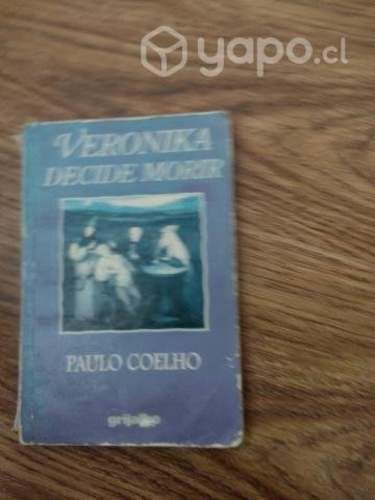 yapo.cl
VERONIKA
DECIDE MORIR
PAULO COELHO
grijalbo